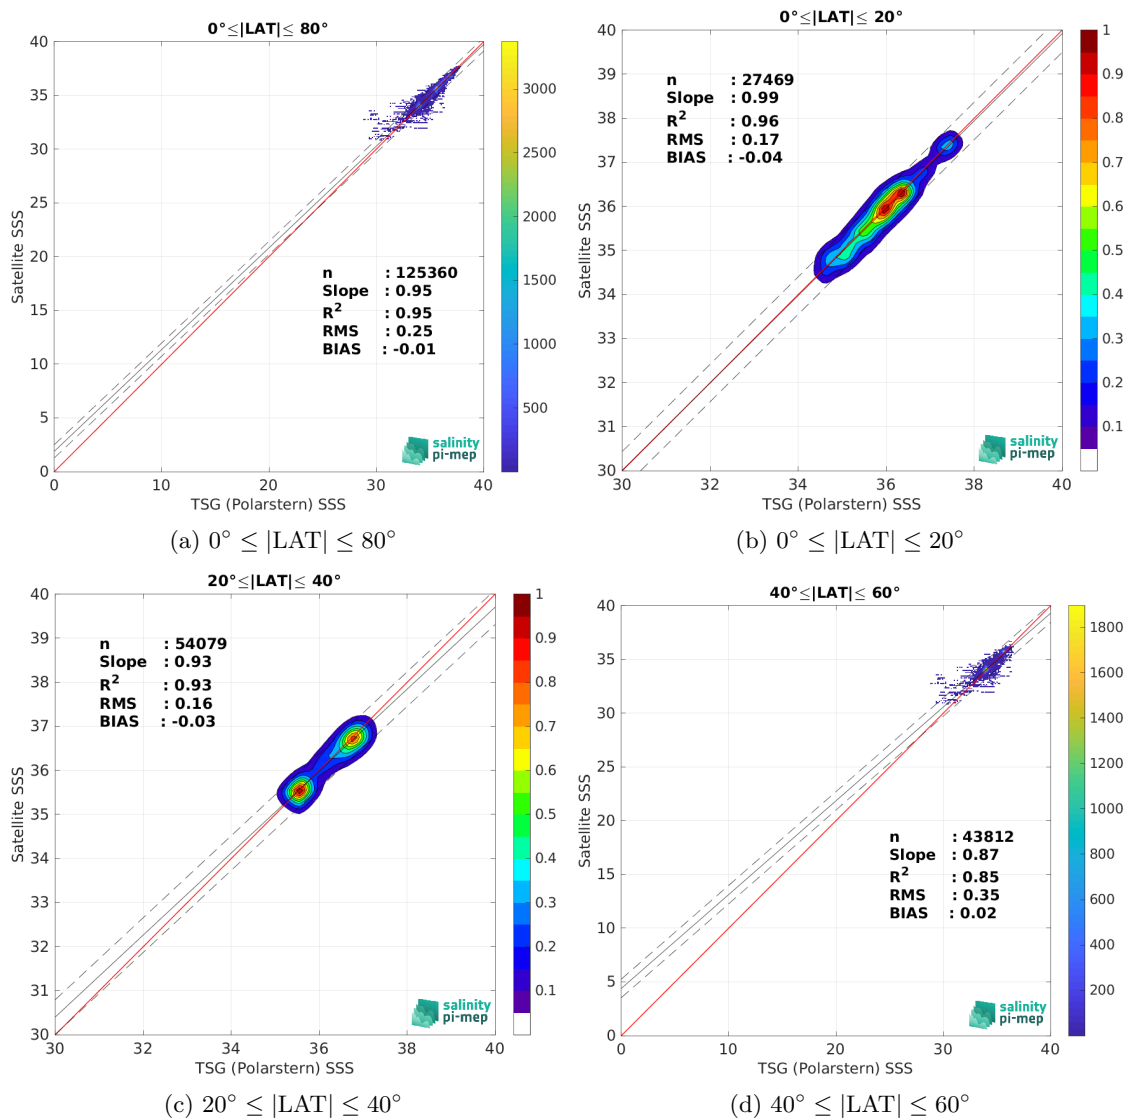 0°≤|LAT|≤ 80°
40
35
30
25
20
15
10
5
0
0
10
20
30
40
Satellite SSS
TSG (Polarstern) SSS
n : 125360
Slope : 0.95
R² : 0.95
RMS : 0.25
BIAS : -0.01
salinity
pi-mep
3000
2500
2000
1500
1000
500
(a) 0° ≤ |LAT| ≤ 80°
0°≤|LAT|≤ 20°
40
39
38
37
36
35
34
33
32
31
30
30
32
34
36
38
40
Satellite SSS
TSG (Polarstern) SSS
n : 27469
Slope : 0.99
R² : 0.96
RMS : 0.17
BIAS : -0.04
salinity
pi-mep
1
0.9
0.8
0.7
0.6
0.5
0.4
0.3
0.2
0.1
(b) 0° ≤ |LAT| ≤ 20°
20°≤|LAT|≤ 40°
40
39
38
37
36
35
34
33
32
31
30
30
32
34
36
38
40
Satellite SSS
TSG (Polarstern) SSS
n : 54079
Slope : 0.93
R² : 0.93
RMS : 0.16
BIAS : -0.03
salinity
pi-mep
1
0.9
0.8
0.7
0.6
0.5
0.4
0.3
0.2
0.1
(c) 20° ≤ |LAT| ≤ 40°
40°≤|LAT|≤ 60°
40
35
30
25
20
15
10
5
0
0
10
20
30
40
Satellite SSS
TSG (Polarstern) SSS
n : 43812
Slope : 0.87
R² : 0.85
RMS : 0.35
BIAS : 0.02
salinity
pi-mep
1800
1600
1400
1200
1000
800
600
400
200
(d) 40° ≤ |LAT| ≤ 60°